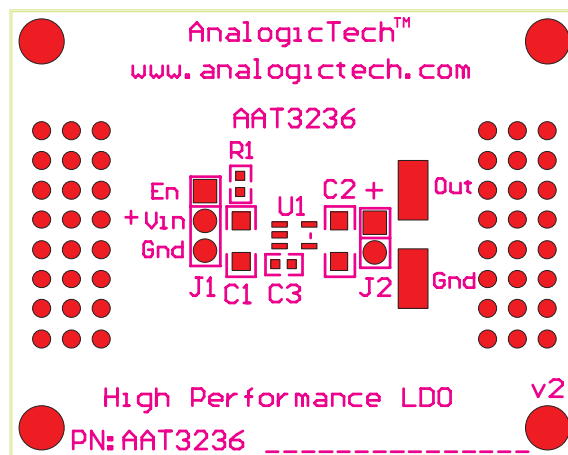 AnalogicTech™
www.analogictech.com
AAT3236
R1
En
C2 +
Out
+ Vin
U1
Gnd
Gnd
J1
C1
C3
J2
High Performance LDO
v2
PN: AAT3236 _______________